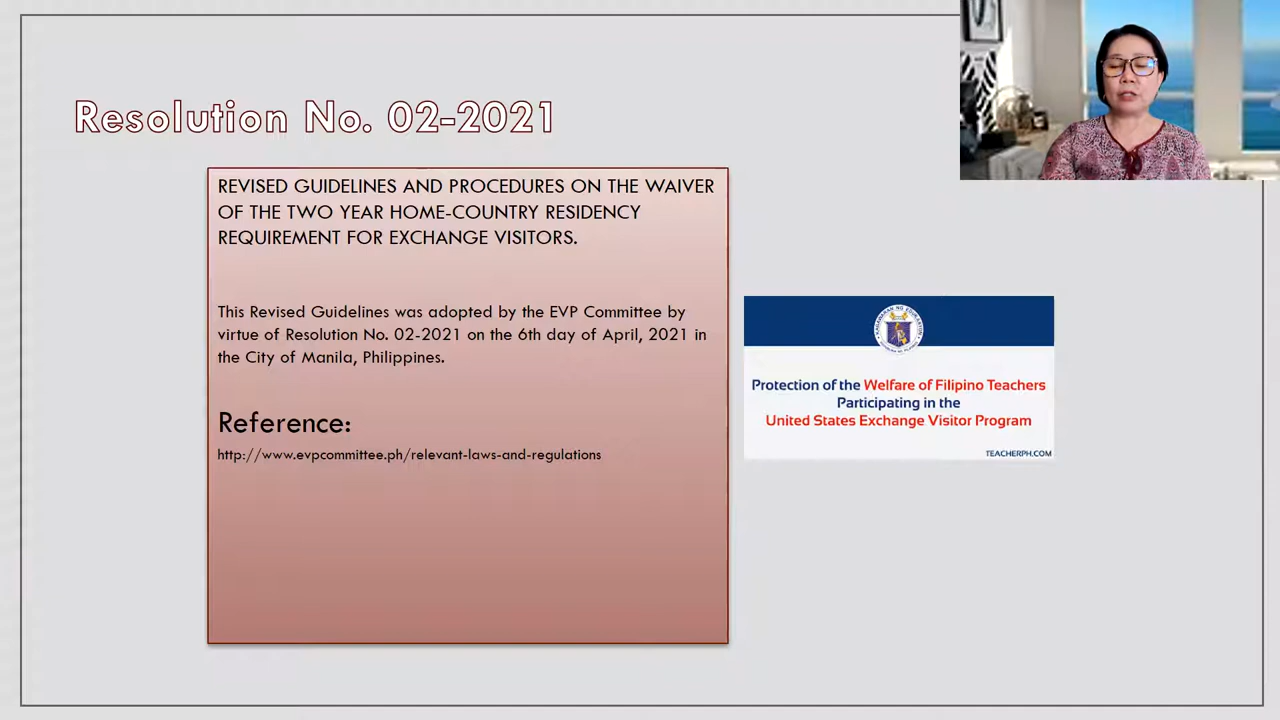 Resolution No. 02-2021
REVISED GUIDELINES AND PROCEDURES ON THE WAIVER
OF THE TWO YEAR HOME-COUNTRY RESIDENCY
REQUIREMENT FOR EXCHANGE VISITORS.
This Revised Guidelines was adopted by the EVP Committee by
virtue of Resolution No. 02-2021 on the 6th day of April, 2021 in
the City of Manila, Philippines.
Reference:
http://www.evpcommittee.ph/relevant-laws-and-regulations
Protection of the Welfare of Filipino Teachers
Participating in the
United States Exchange Visitor Program
TEACHERPH.COM